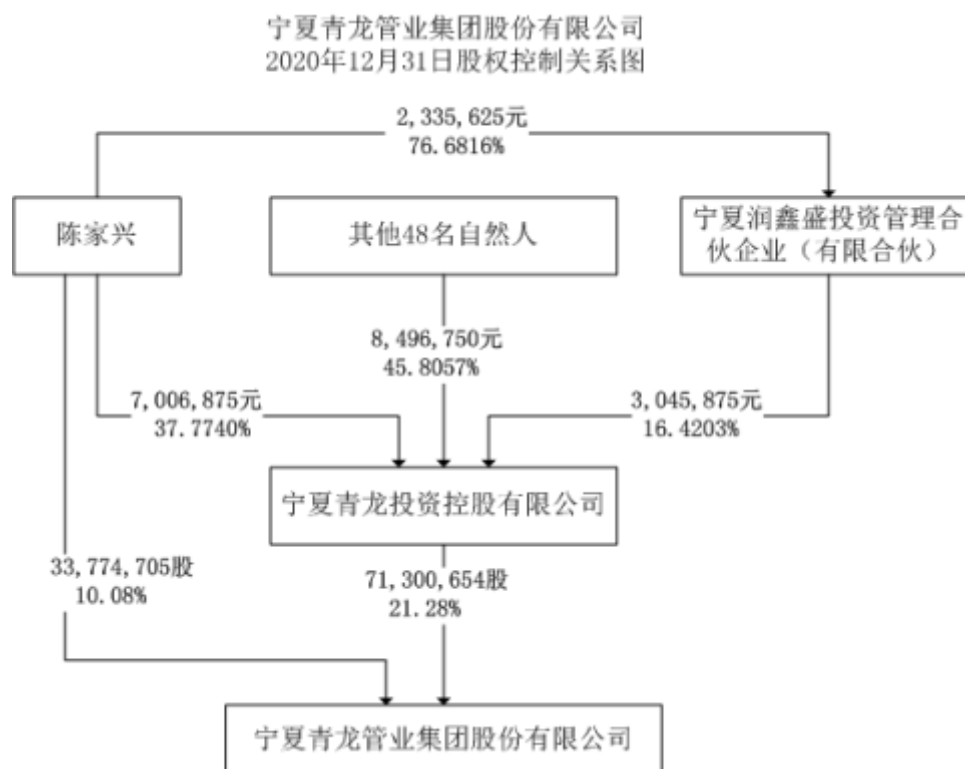 宁夏青龙管业集团股份有限公司
2020年12月31日股权控制关系图
2,335,625元
76.6816%
陈家兴
其他48名自然人
宁夏润鑫盛投资管理合
伙企业（有限合伙）
8,496,750元
45.8057%
7,006,875元
37.7740%
3,045,875元
16.4203%
宁夏青龙投资控股有限公司
33,774,705股
10.08%
71,300,654股
21.28%
宁夏青龙管业集团股份有限公司